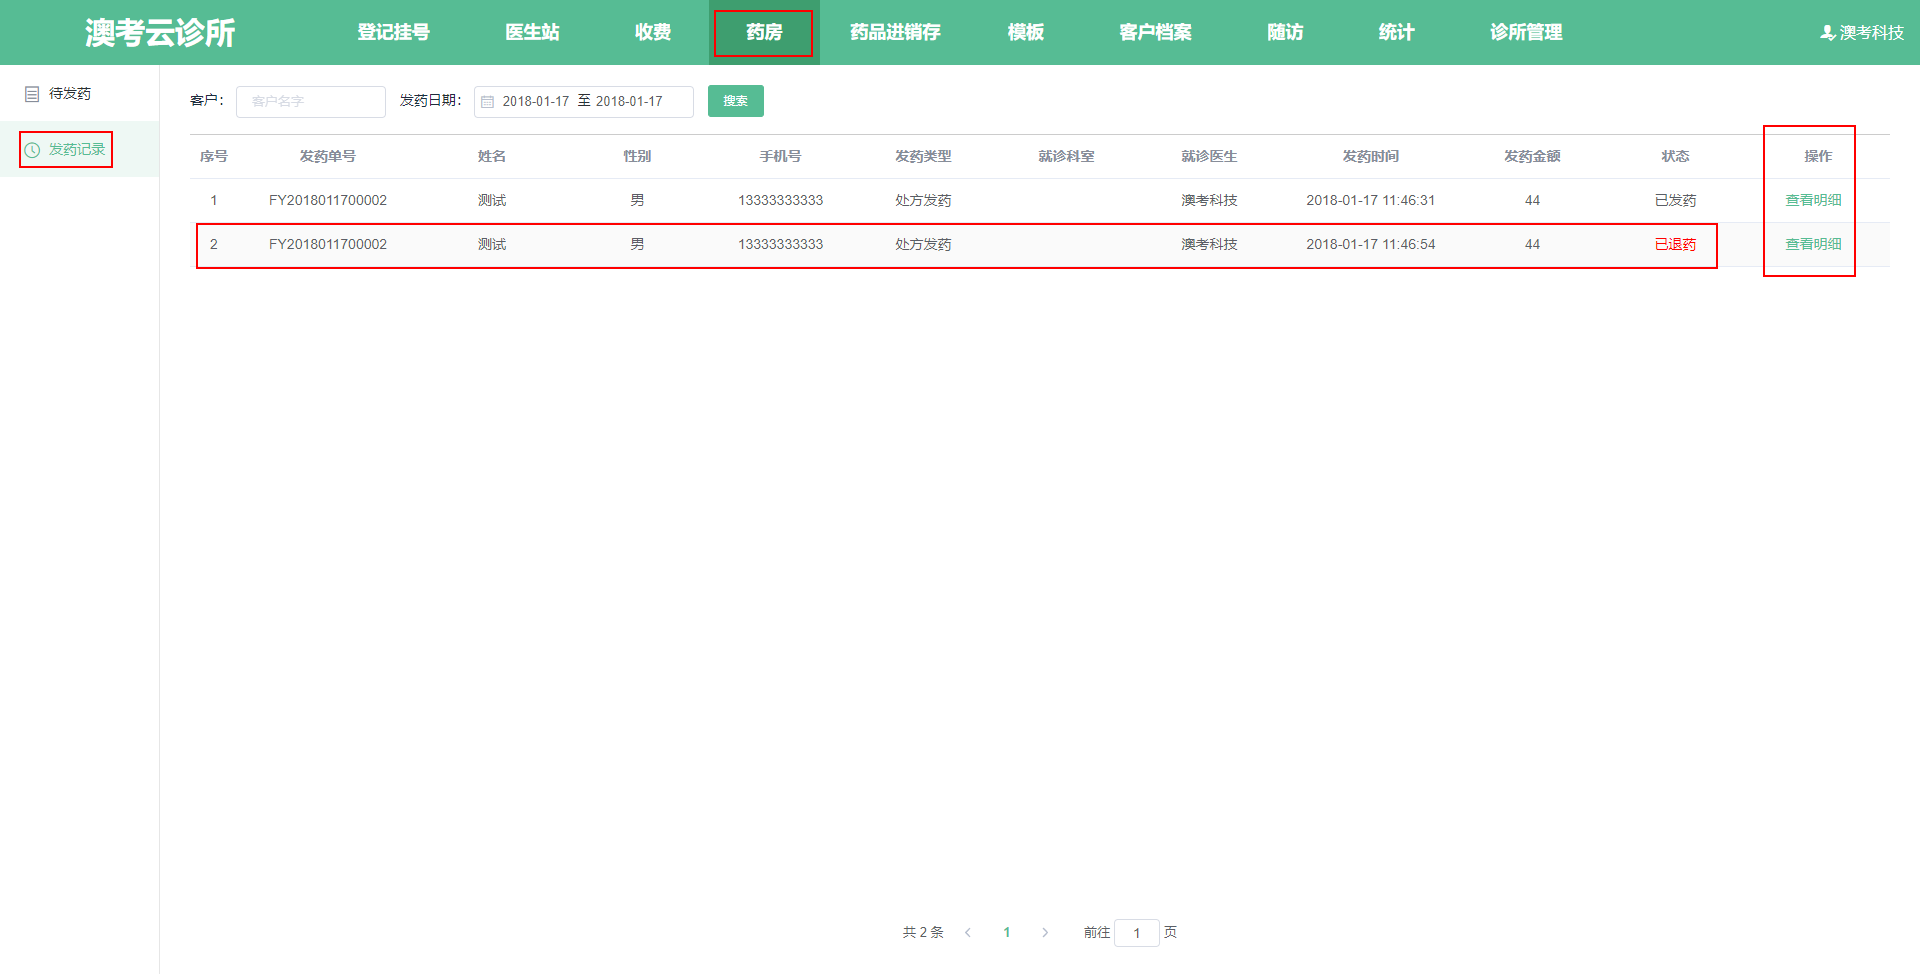 澳考云诊所 登记挂号 医生站 收费 药房 药品进销存 模板 客户档案 随访 统计 诊所管理 澳考科技
待发药
发药记录
客户： 客户名字 发药日期： 2018-01-17 至 2018-01-17 搜索
序号 发药单号 姓名 性别 手机号 发药类型 就诊科室 就诊医生 发药时间 发药金额 状态 操作
1 FY2018011700002 测试 男 13333333333 处方发药 澳考科技 2018-01-17 11:46:31 44 已发药 查看明细
2 FY2018011700002 测试 男 13333333333 处方发药 澳考科技 2018-01-17 11:46:54 44 已退药 查看明细
共 2 条 1 前往 1 页